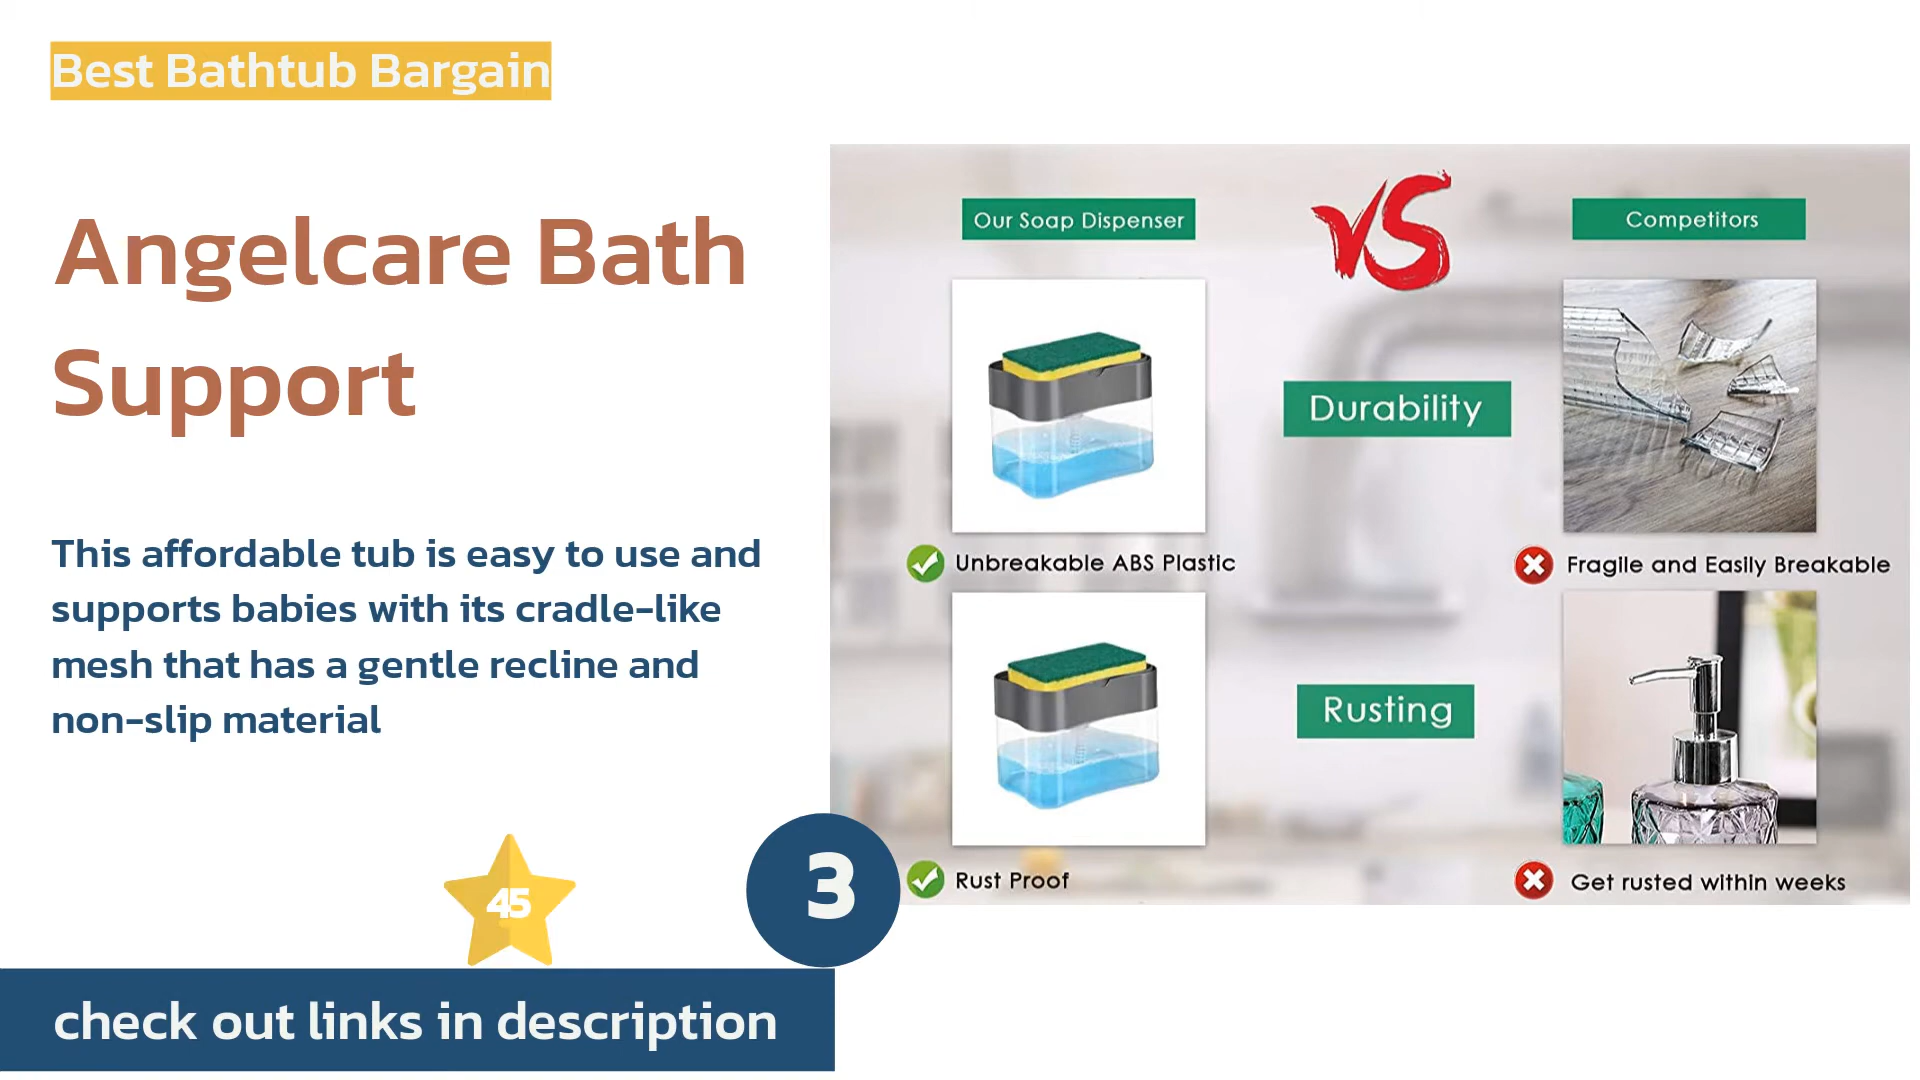 Best Bathtub Bargain
Angelcare Bath
Support
This affordable tub is easy to use and
supports babies with its cradle-like
mesh that has a gentle recline and
non-slip material
45
3
check out links in description
Our Soap Dispenser
VS
Competitors
Durability
Unbreakable ABS Plastic
Fragile and Easily Breakable
Rusting
Rust Proof
Get rusted within weeks